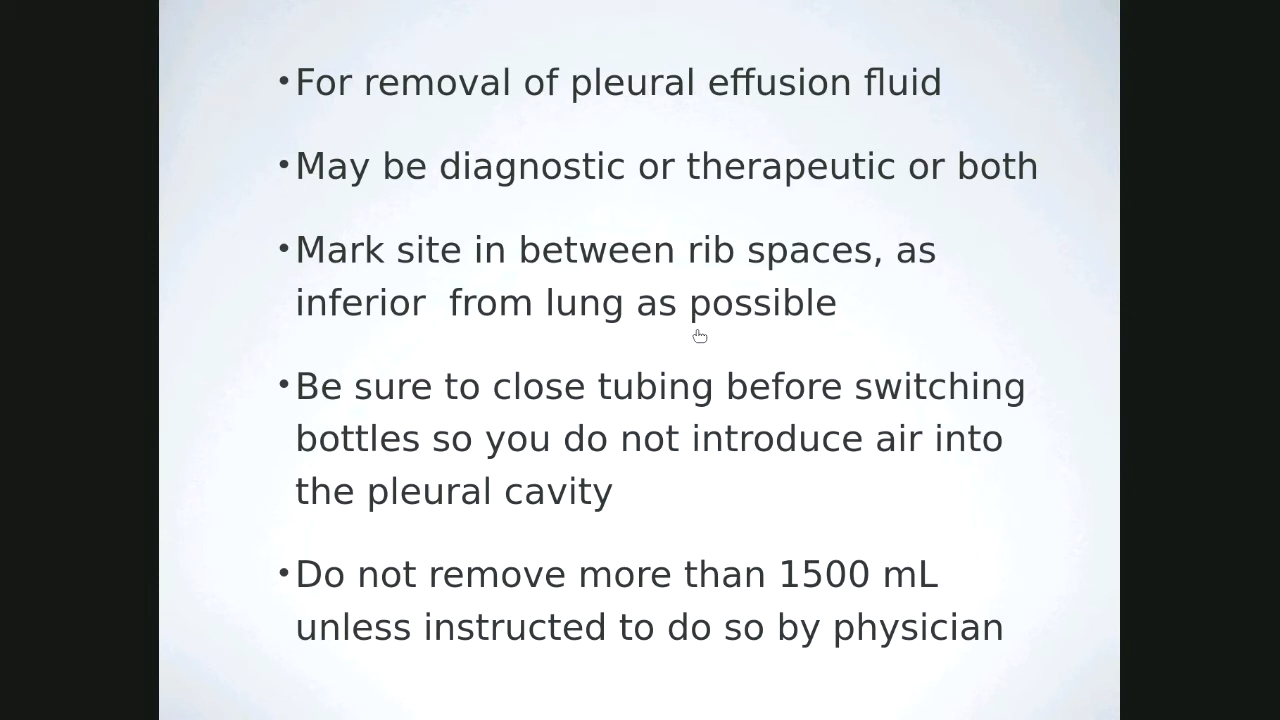 •For removal of pleural effusion fluid
•May be diagnostic or therapeutic or both
•Mark site in between rib spaces, as
inferior  from lung as possible
•Be sure to close tubing before switching
bottles so you do not introduce air into
the pleural cavity
•Do not remove more than 1500 mL
unless instructed to do so by physician